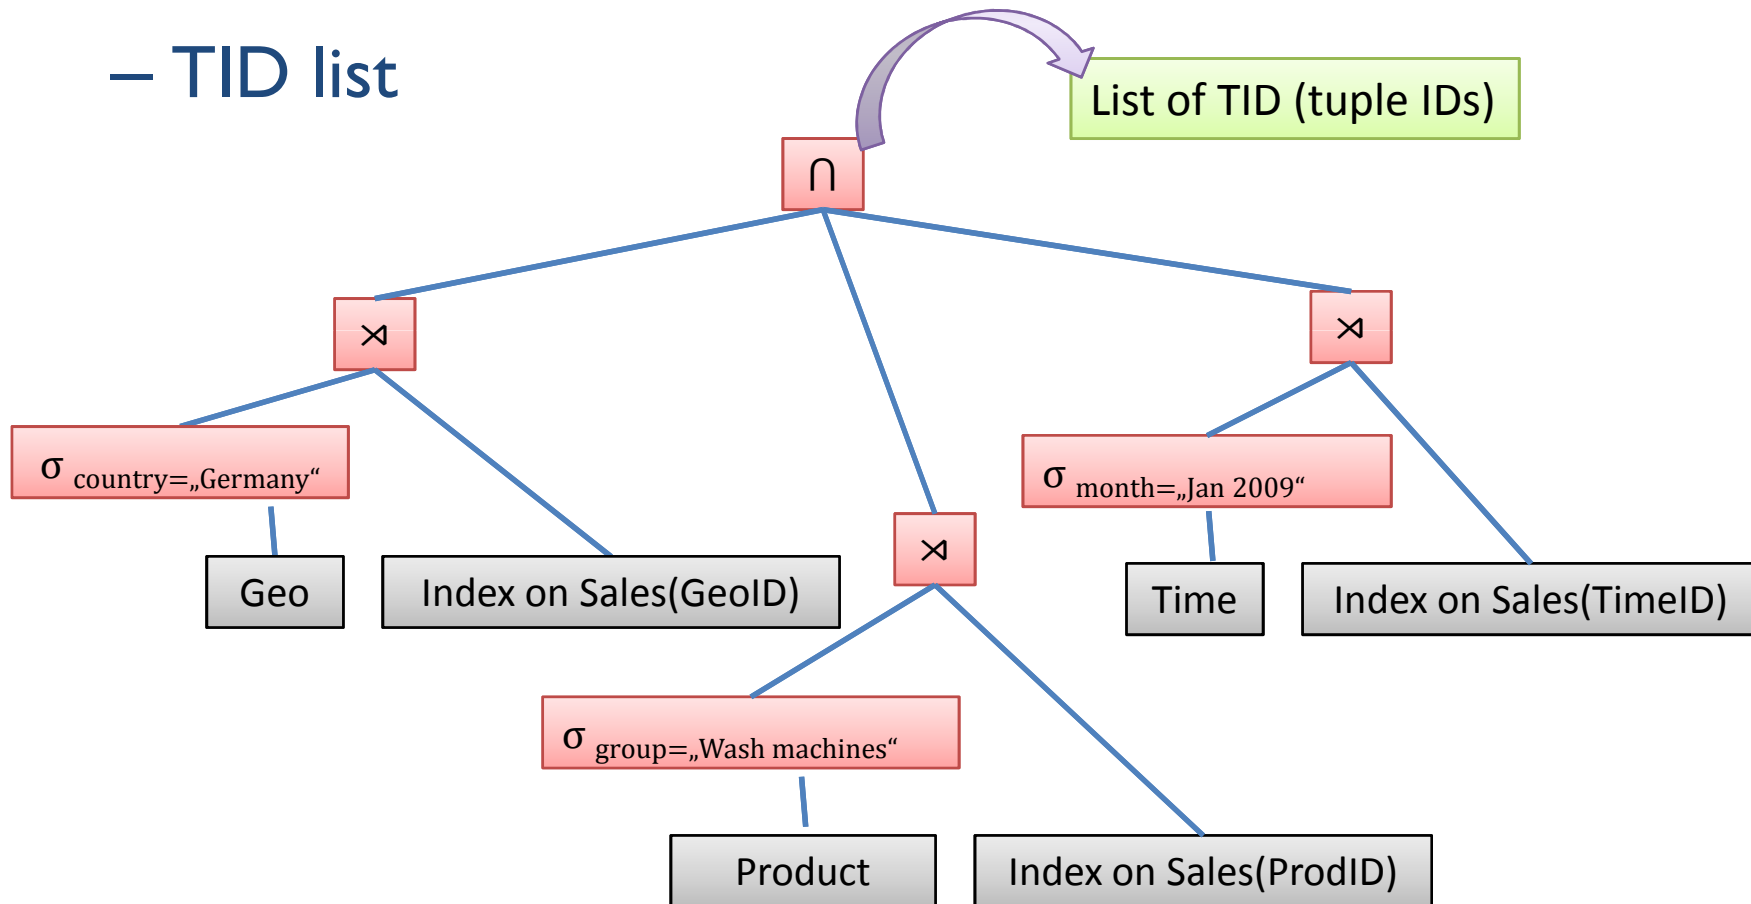 – TID list
List of TID (tuple IDs)
⋂
⋊
⋊
σ country=„Germany“
σ month=„Jan 2009“
⋊
Geo
Index on Sales(GeoID)
Time
Index on Sales(TimeID)
σ group=„Wash machines“
Product
Index on Sales(ProdID)